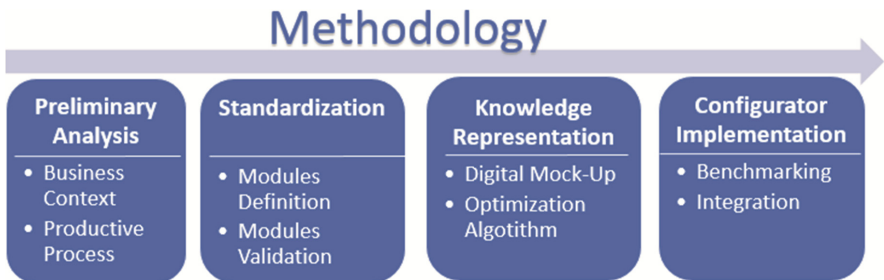 Methodology
Preliminary
Analysis
• Business
Context
• Productive
Process
Standardization
• Modules
Definition
• Modules
Validation
Knowledge
Representation
• Digital Mock-Up
• Optimization
Algotithm
Configurator
Implementation
• Benchmarking
• Integration